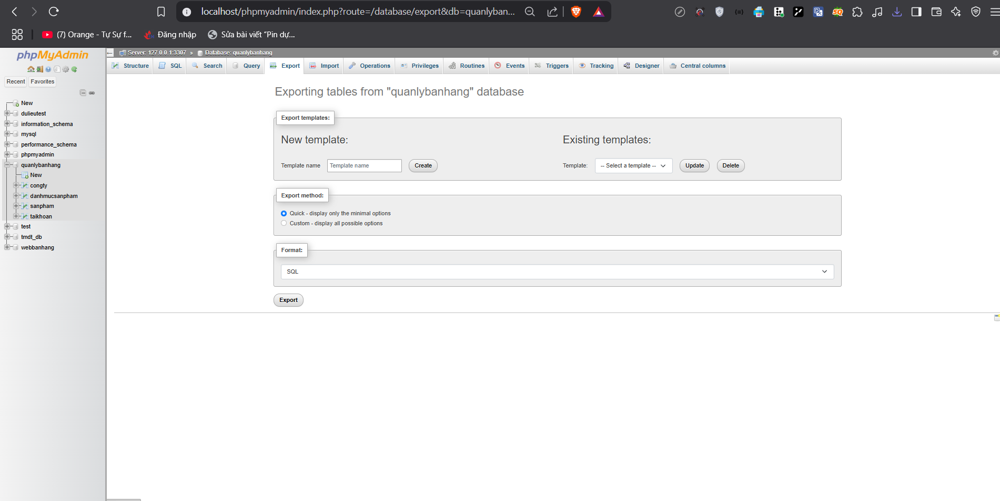 localhost/phpmyadmin/index.php?route=/database/export&db=quanlyban...
(7) Orange - Tự Sự f...
Đăng nhập
Sửa bài viết “Pin dự...
phpMyAdmin
Recent
Favorites
New
dulieutest
information_schema
mysql
performance_schema
phpmyadmin
quanlybanhang
New
congty
danhmucsanpham
sanpham
taikhoan
test
tmdt_db
webbanhang
Server: 127.0.0.1:3307 » Database: quanlybanhang
Structure
SQL
Search
Query
Export
Import
Operations
Privileges
Routines
Events
Triggers
Tracking
Designer
Central columns
Exporting tables from "quanlybanhang" database
Export templates:
New template:
Template name
Template name
Create
Existing templates:
Template:
-- Select a template --
Update
Delete
Export method:
Quick - display only the minimal options
Custom - display all possible options
Format:
SQL
Export